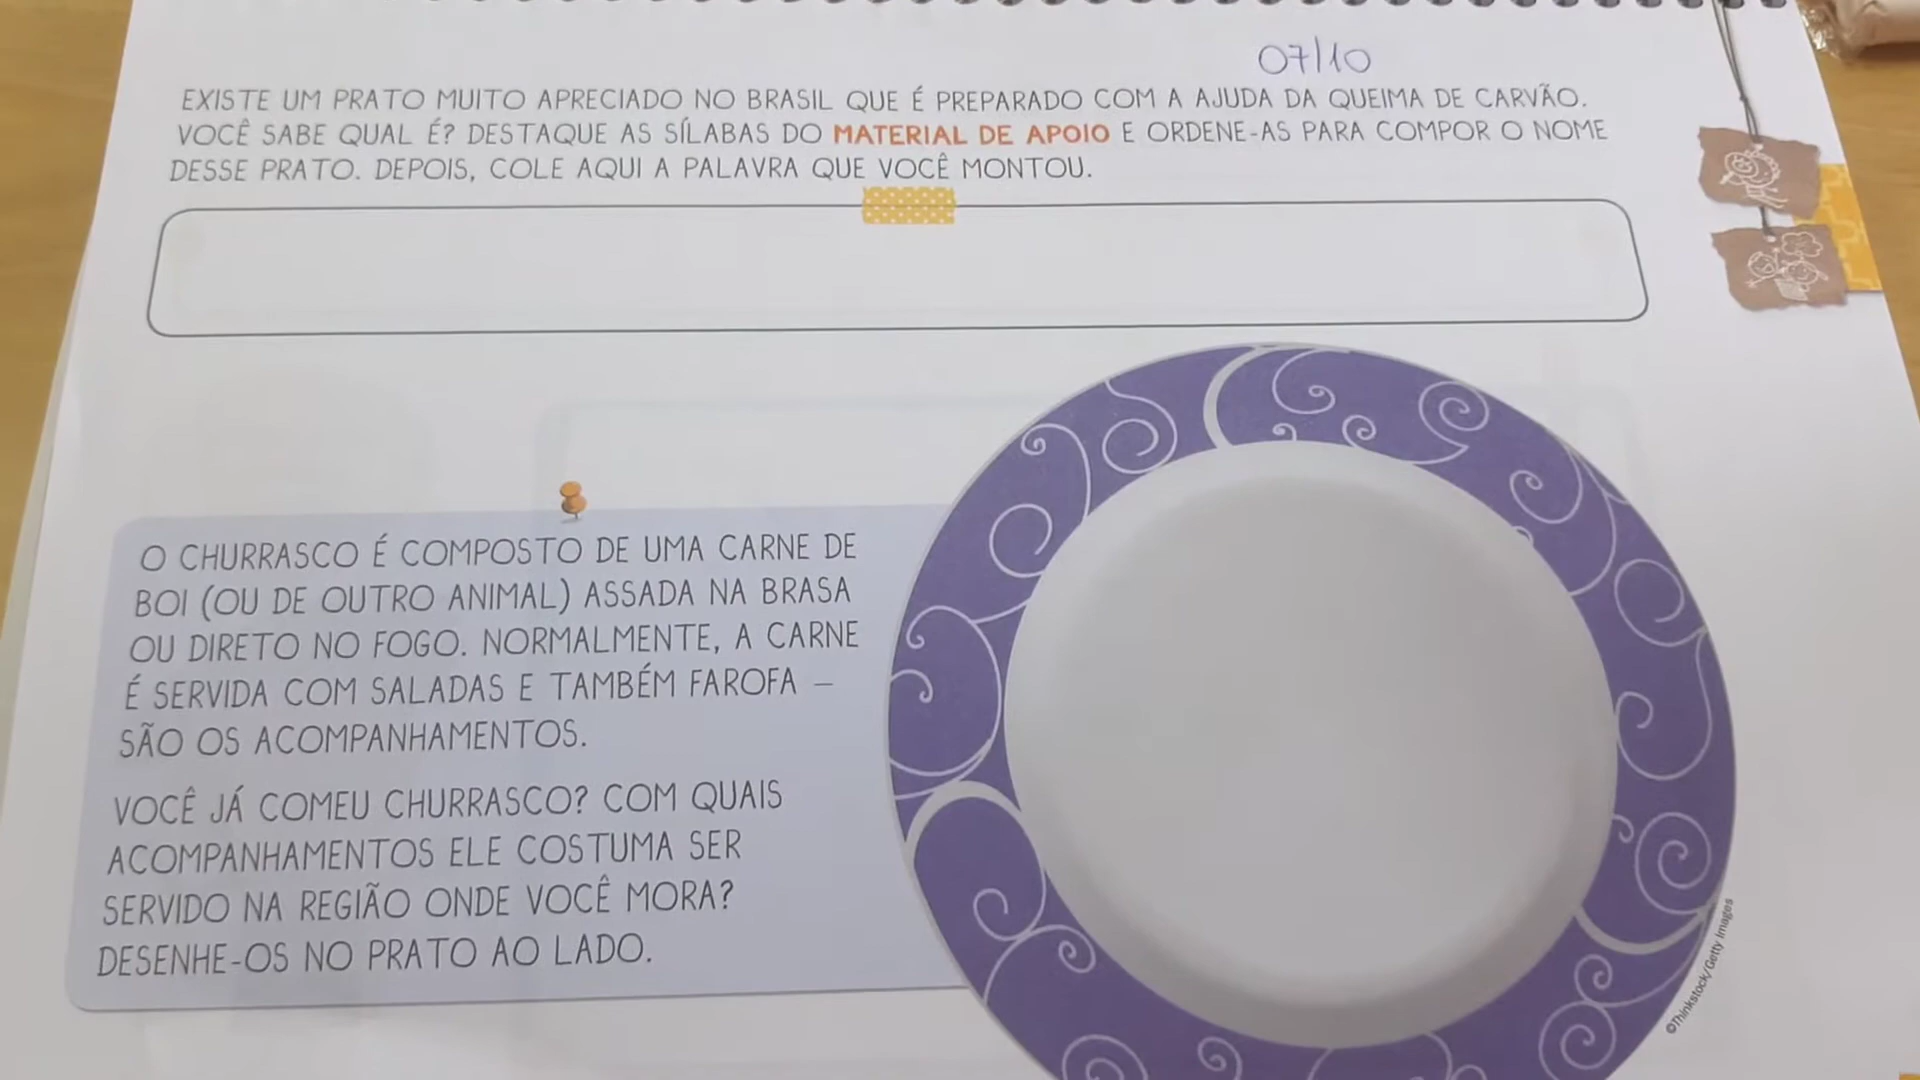 07/10
EXISTE UM PRATO MUITO APRECIADO NO BRASIL QUE É PREPARADO COM A AJUDA DA QUEIMA DE CARVÃO.
VOCÊ SABE QUAL É? DESTAQUE AS SÍLABAS DO MATERIAL DE APOIO E ORDENE-AS PARA COMPOR O NOME
DESSE PRATO. DEPOIS, COLE AQUI A PALAVRA QUE VOCÊ MONTOU.
O CHURRASCO É COMPOSTO DE UMA CARNE DE
BOI (OU DE OUTRO ANIMAL) ASSADA NA BRASA
OU DIRETO NO FOGO. NORMALMENTE, A CARNE
É SERVIDA COM SALADAS E TAMBÉM FAROFA –
SÃO OS ACOMPANHAMENTOS.
VOCÊ JÁ COMEU CHURRASCO? COM QUAIS
ACOMPANHAMENTOS ELE COSTUMA SER
SERVIDO NA REGIÃO ONDE VOCÊ MORA?
DESENHE-OS NO PRATO AO LADO.
©Thinkstock/Getty Images